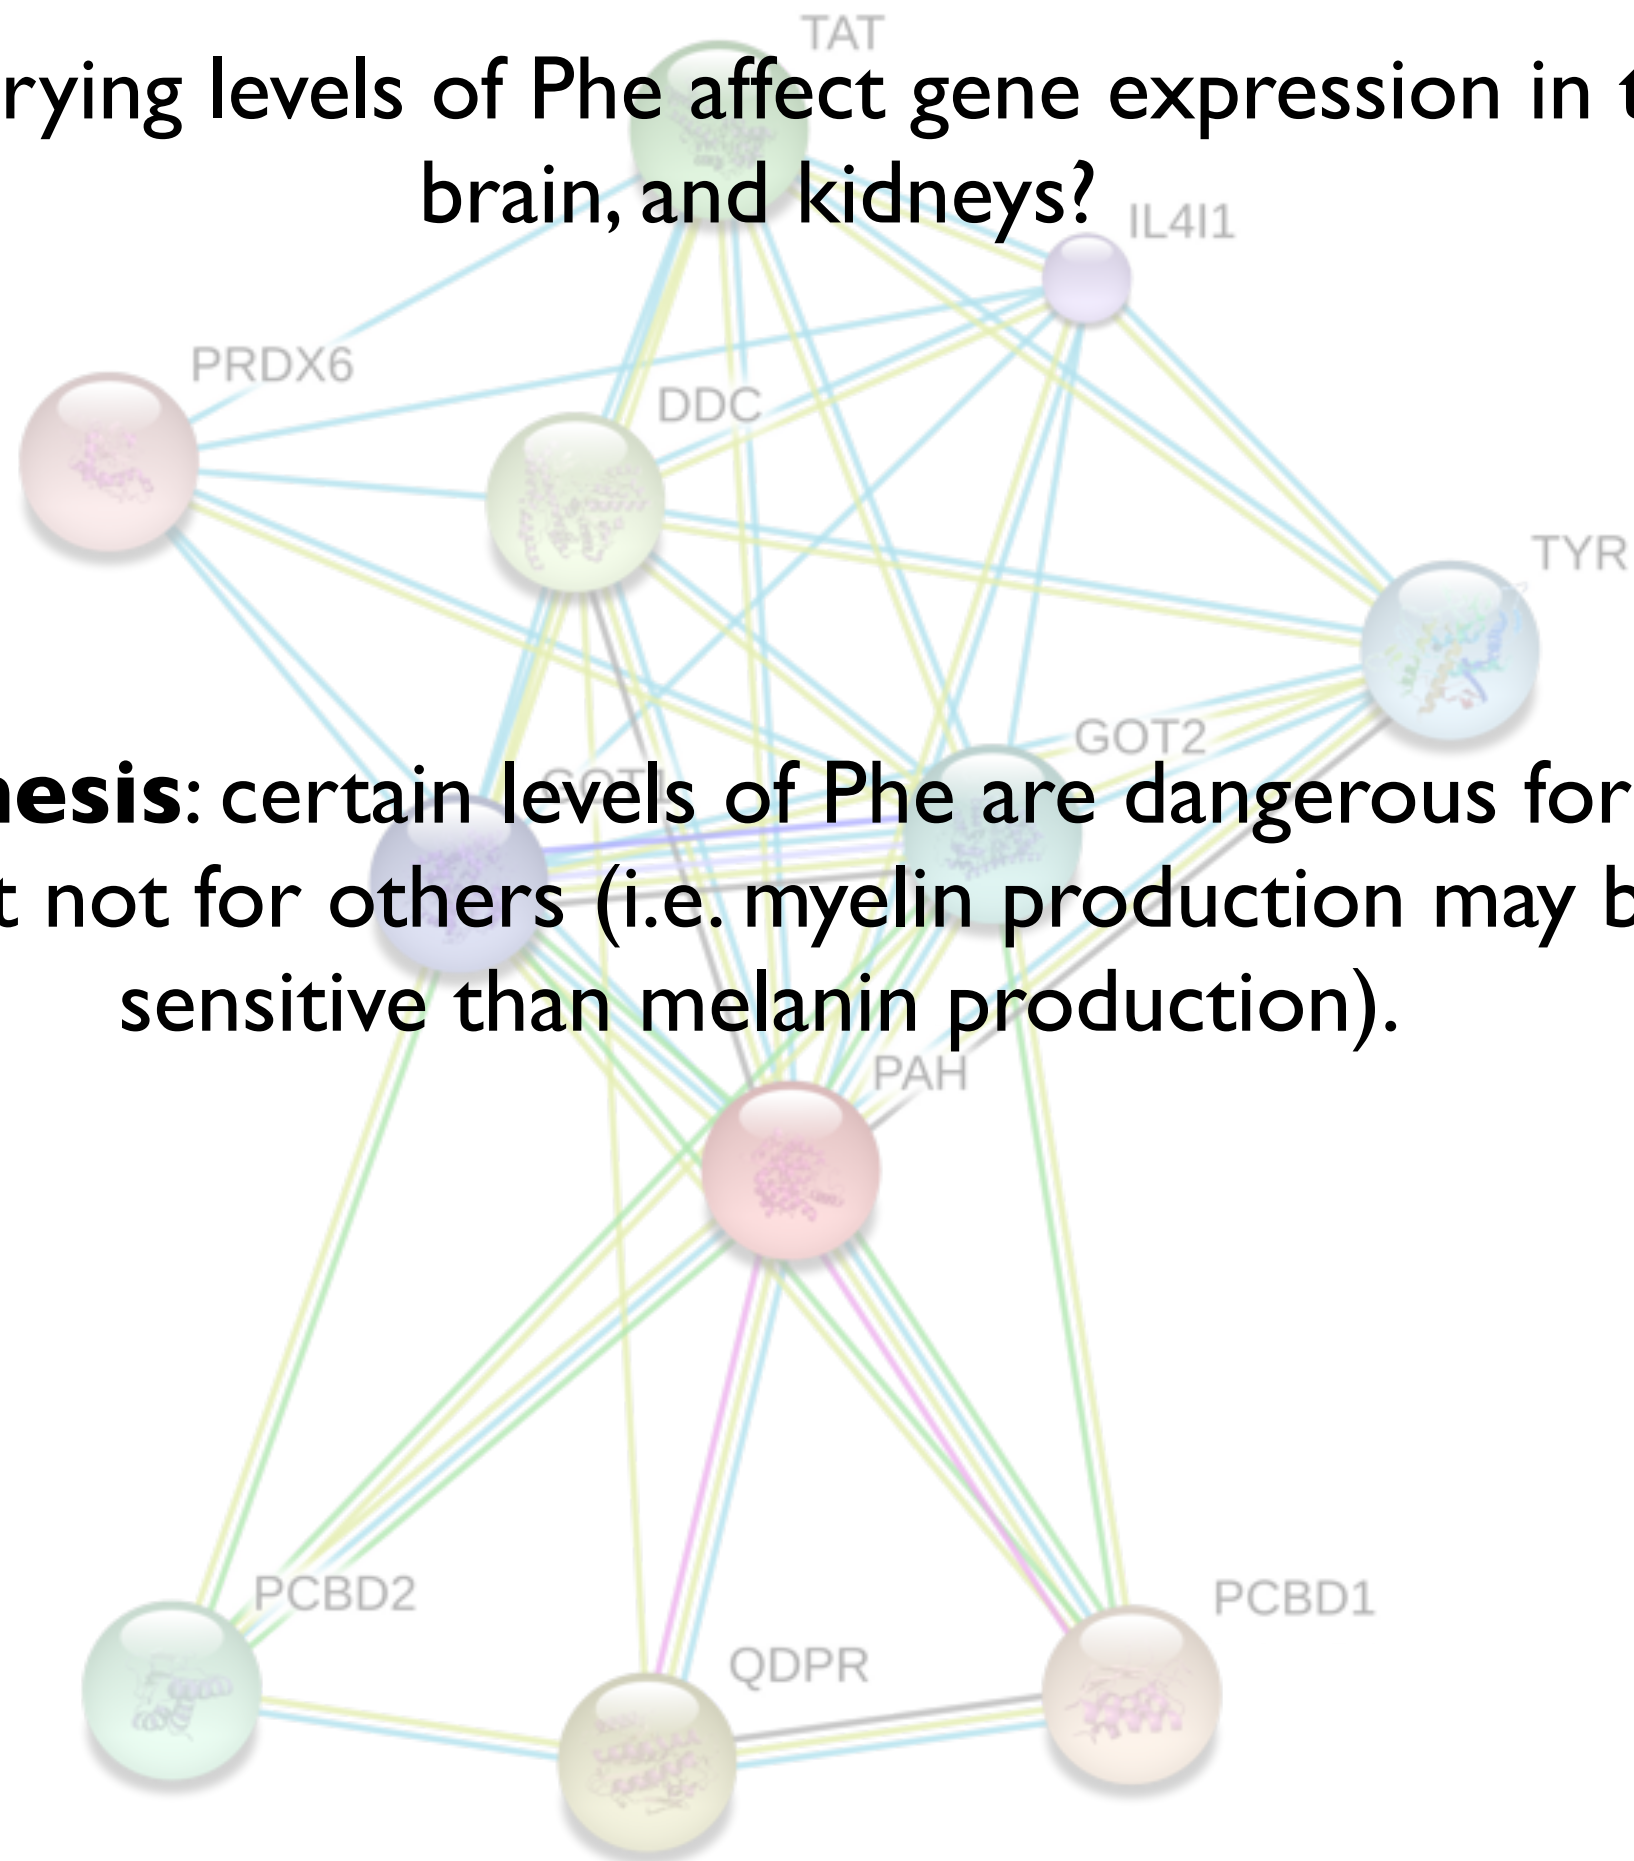 TAT
rying levels of Phe affect gene expression in t
brain, and kidneys?
IL4I1
PRDX6
DDC
TYR
GOT2
GOT1
nesis: certain levels of Phe are dangerous for
t not for others (i.e. myelin production may b
sensitive than melanin production).
PAH
PCBD2
PCBD1
QDPR